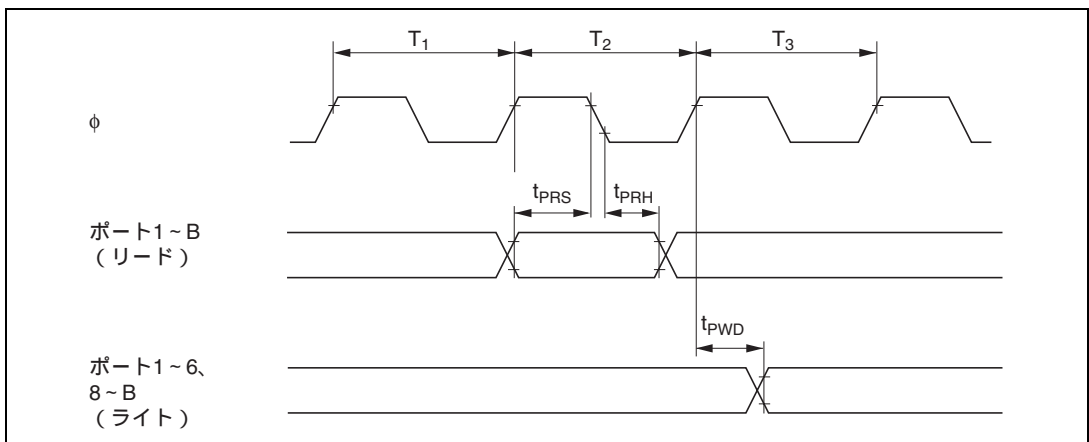 T₁ T₂ T₃
φ
tPRS tPRH
ポート1~B
(リード)
tPWD
ポート1~6、
8~B
(ライト)